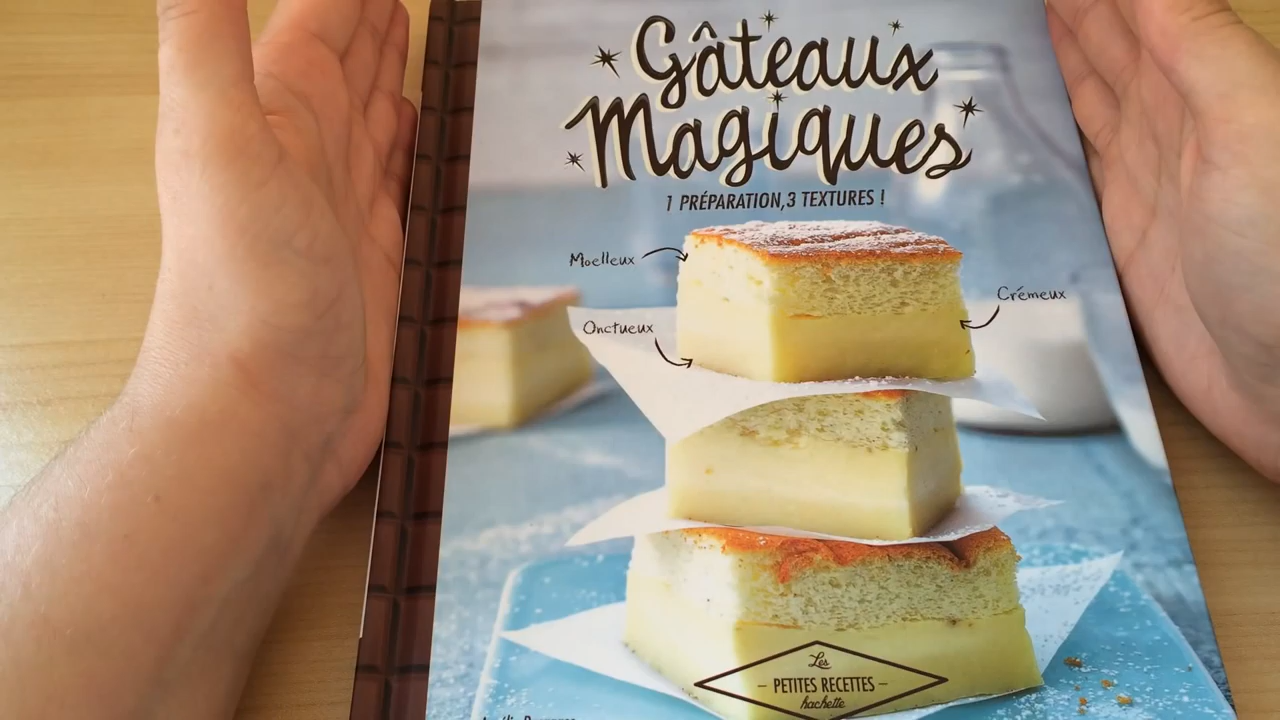 Gâteaux
Magiques
1 PRÉPARATION, 3 TEXTURES !
Moelleux
Crémeux
Onctueux
Les
PETITES RECETTES
hachette